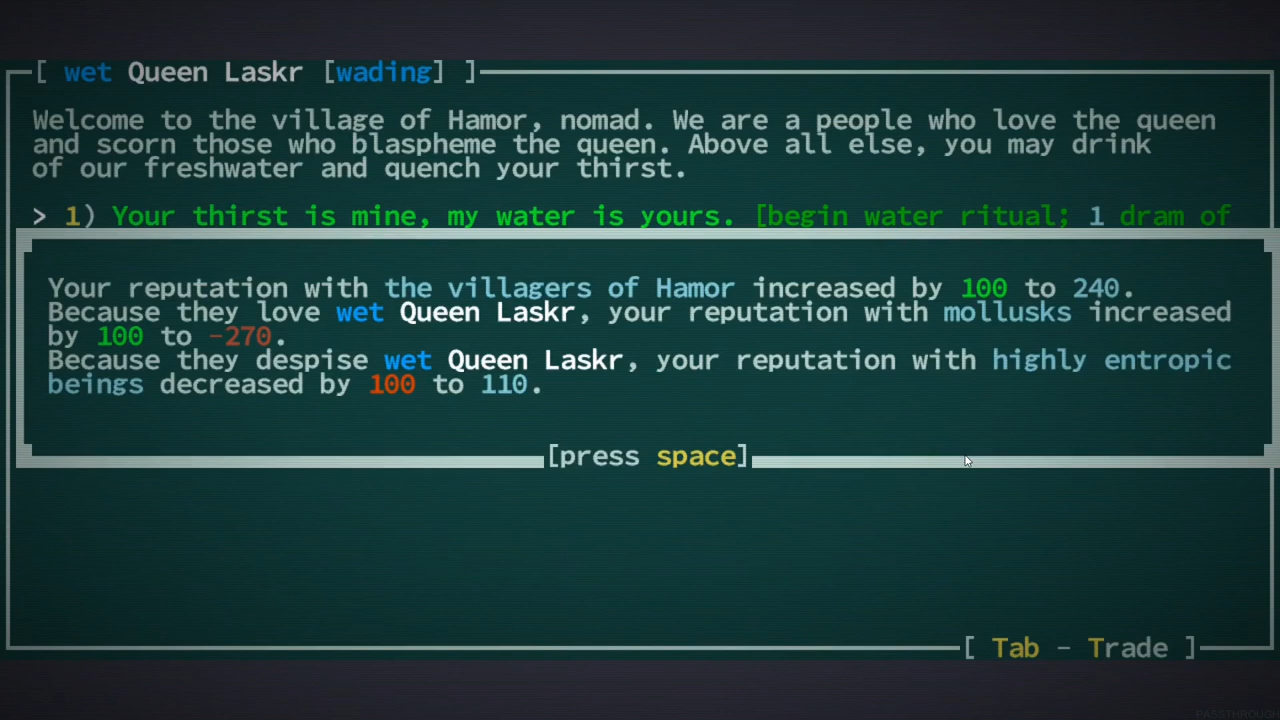 [ wet Queen Laskr [wading] ]
Welcome to the village of Hamor, nomad. We are a people who love the queen
and scorn those who blaspheme the queen. Above all else, you may drink
of our freshwater and quench your thirst.
> 1) Your thirst is mine, my water is yours. [begin water ritual; 1 dram of
Your reputation with the villagers of Hamor increased by 100 to 240.
Because they love wet Queen Laskr, your reputation with mollusks increased
by 100 to -270.
Because they despise wet Queen Laskr, your reputation with highly entropic
beings decreased by 100 to 110.
[press space]
[ Tab - Trade ]